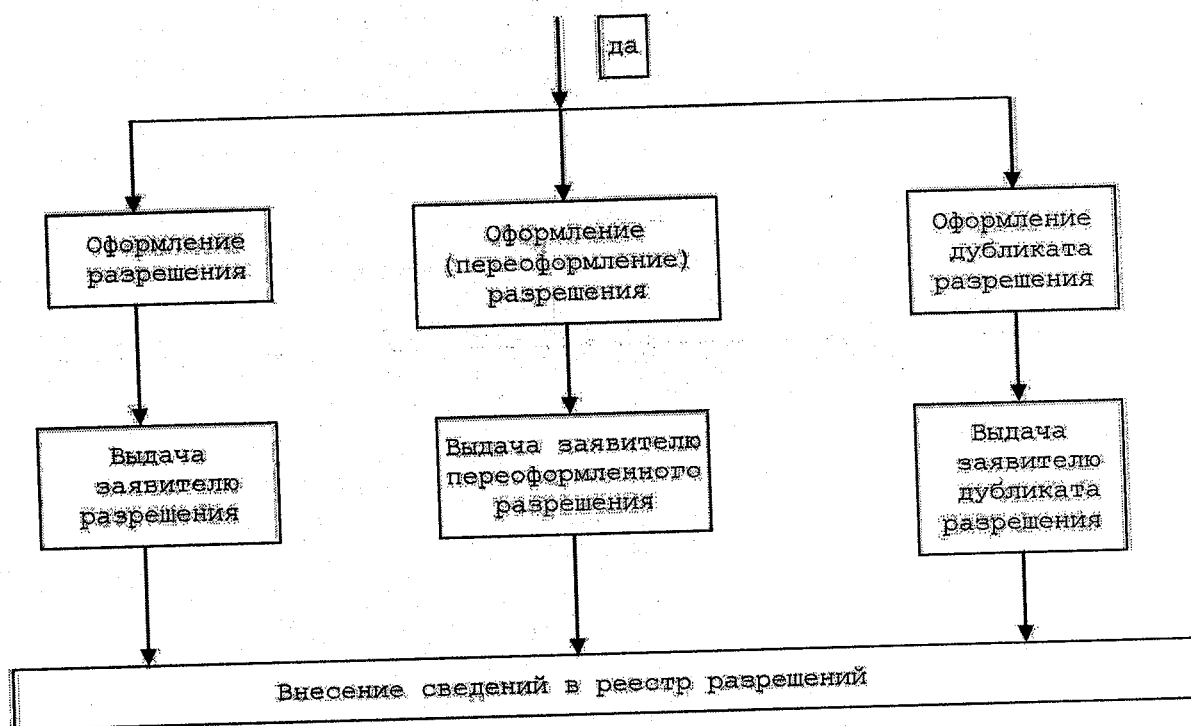 да
Оформление
разрешения
Оформление
(переоформление)
разрешения
Оформление
дубликата
разрешения
Выдача
заявителю
разрешения
Выдача заявителю
переоформленного
разрешения
Выдача
заявителю
дубликата
разрешения
Внесение сведений в реестр разрешений